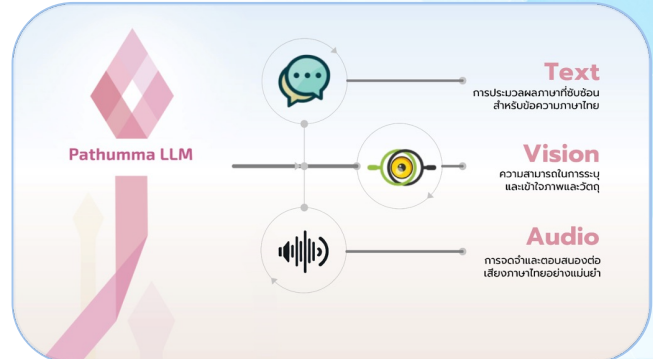 Pathumma LLM
Text
การประมวลผลภาษาที่ซับซ้อน
สำหรับข้อความภาษาไทย
Vision
ความสามารถในการระบุ
และเข้าใจภาพและวัตถุ
Audio
การจดจำและตอบสนองต่อ
เสียงภาษาไทยอย่างแม่นยำ